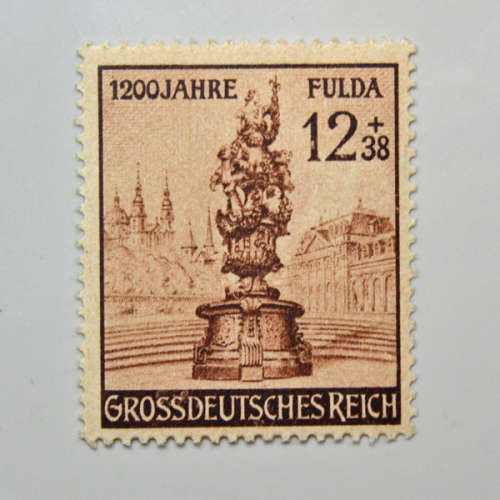 1200 JAHRE FULDA
12 + 38
GROSSDEUTSCHES REICH